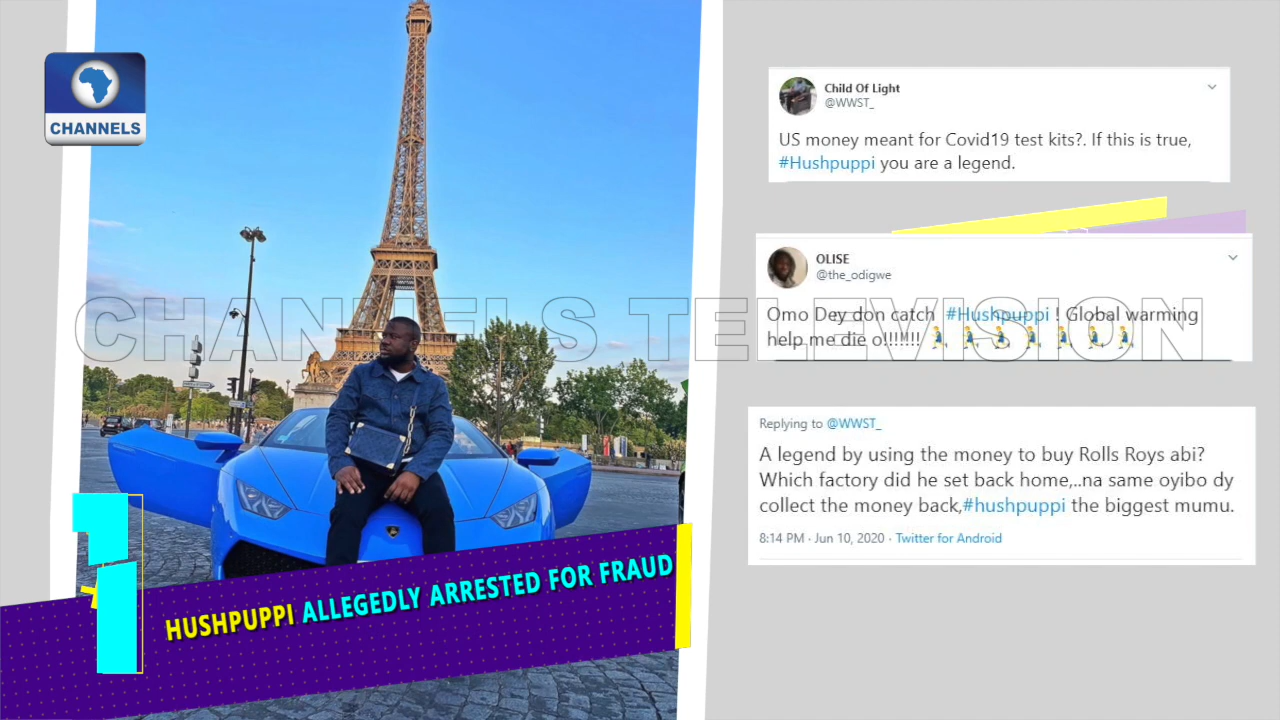 CHANNELS
CHANNELS TELEVISION
1
HUSHPUPPI ALLEGEDLY ARRESTED FOR FRAUD
Child Of Light
@WWST_
US money meant for Covid19 test kits?. If this is true,
#Hushpuppi you are a legend.
OLISE
@the_odigwe
Omo Dey don catch #Hushpuppi ! Global warming
help me die o!!!!!!! 🏃 🏃 🏃 🏃 🏃 🏃 🏃
Replying to @WWST_
A legend by using the money to buy Rolls Roys abi?
Which factory did he set back home,..na same oyibo dy
collect the money back,#hushpuppi the biggest mumu.
8:14 PM · Jun 10, 2020 · Twitter for Android